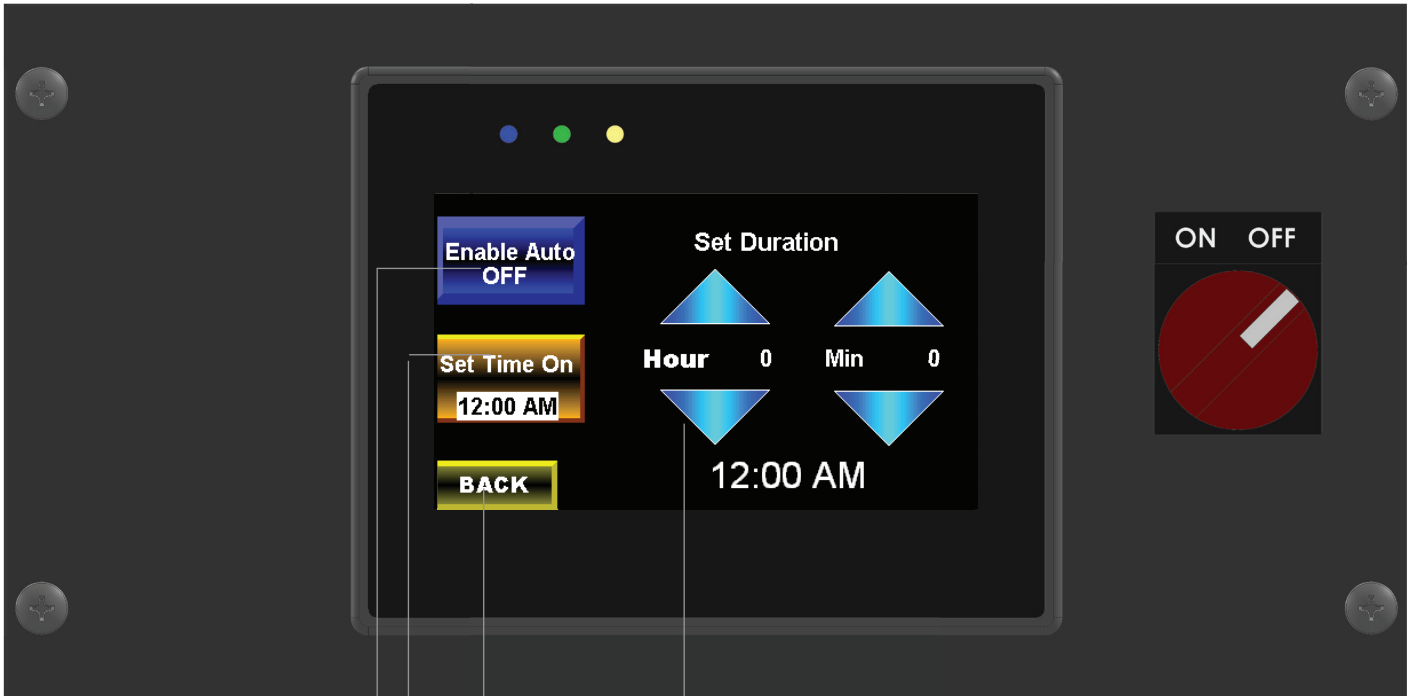 Enable Auto
OFF
Set Time On
12:00 AM
BACK
Set Duration
Hour 0 Min 0
12:00 AM
ON OFF